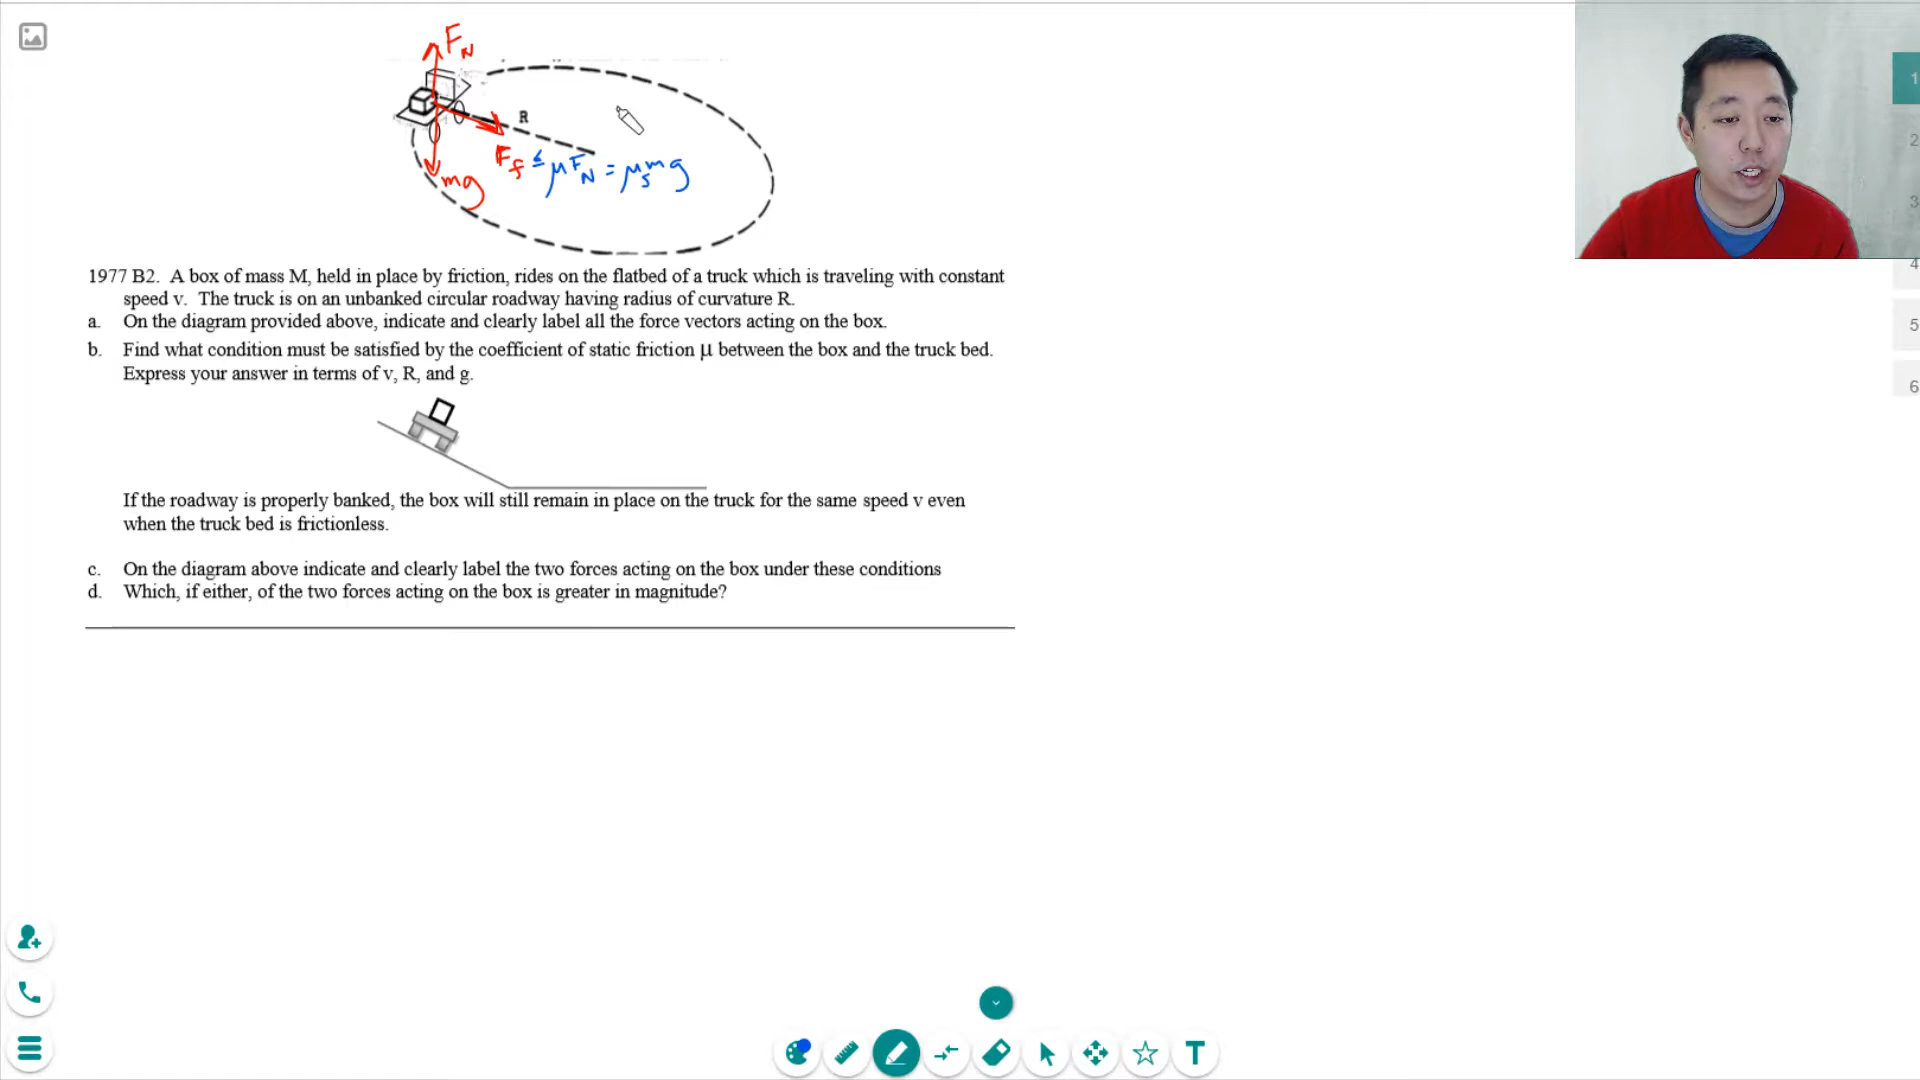 F_N
R
F_f ≤ μF_N = μ_s mg
mg
1977 B2. A box of mass M, held in place by friction, rides on the flatbed of a truck which is traveling with constant
speed v. The truck is on an unbanked circular roadway having radius of curvature R.
a. On the diagram provided above, indicate and clearly label all the force vectors acting on the box.
b. Find what condition must be satisfied by the coefficient of static friction μ between the box and the truck bed.
Express your answer in terms of v, R, and g.
If the roadway is properly banked, the box will still remain in place on the truck for the same speed v even
when the truck bed is frictionless.
c. On the diagram above indicate and clearly label the two forces acting on the box under these conditions
d. Which, if either, of the two forces acting on the box is greater in magnitude?
1
2
3
4
5
6
T